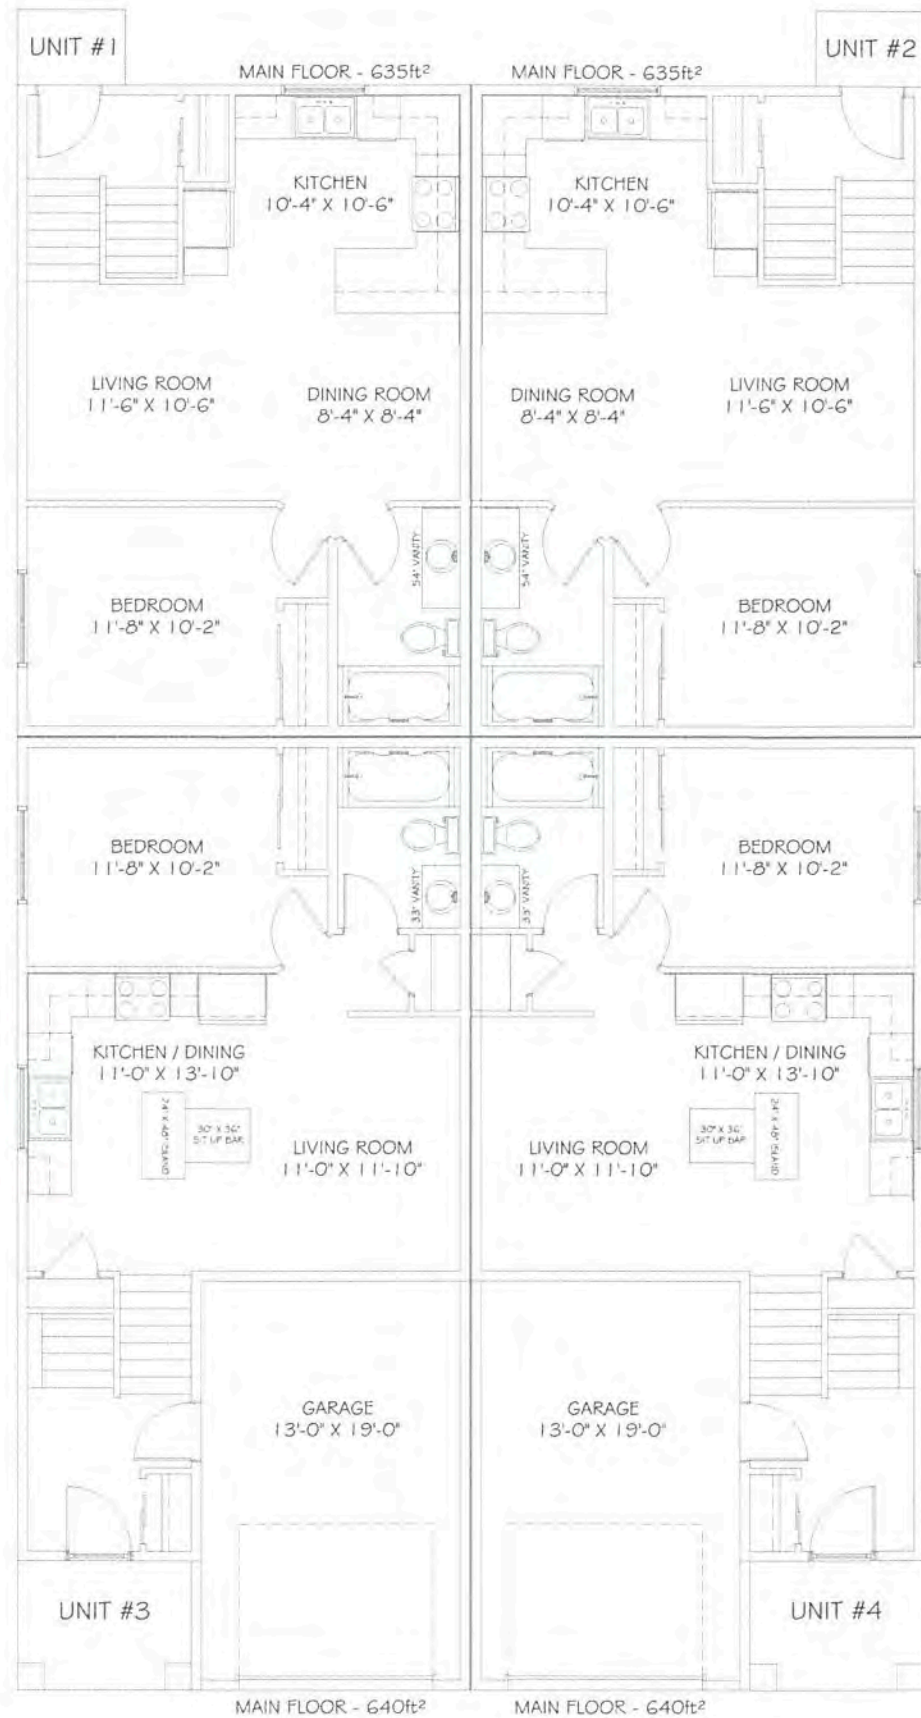 UNIT #1
UNIT #2
MAIN FLOOR - 635ft²
MAIN FLOOR - 635ft²
KITCHEN
10'-4" X 10'-6"
KITCHEN
10'-4" X 10'-6"
LIVING ROOM
11'-6" X 10'-6"
DINING ROOM
8'-4" X 8'-4"
DINING ROOM
8'-4" X 8'-4"
LIVING ROOM
11'-6" X 10'-6"
54" VANITY
54" VANITY
BEDROOM
11'-8" X 10'-2"
BEDROOM
11'-8" X 10'-2"
BEDROOM
11'-8" X 10'-2"
BEDROOM
11'-8" X 10'-2"
33" VANITY
33" VANITY
KITCHEN / DINING
11'-0" X 13'-10"
KITCHEN / DINING
11'-0" X 13'-10"
24" X 48" ISLAND
30" X 36"
SIT UP BAR
LIVING ROOM
11'-0" X 11'-10"
LIVING ROOM
11'-0" X 11'-10"
30" X 36"
SIT UP BAR
24" X 48" ISLAND
GARAGE
13'-0" X 19'-0"
GARAGE
13'-0" X 19'-0"
UNIT #3
UNIT #4
MAIN FLOOR - 640ft²
MAIN FLOOR - 640ft²